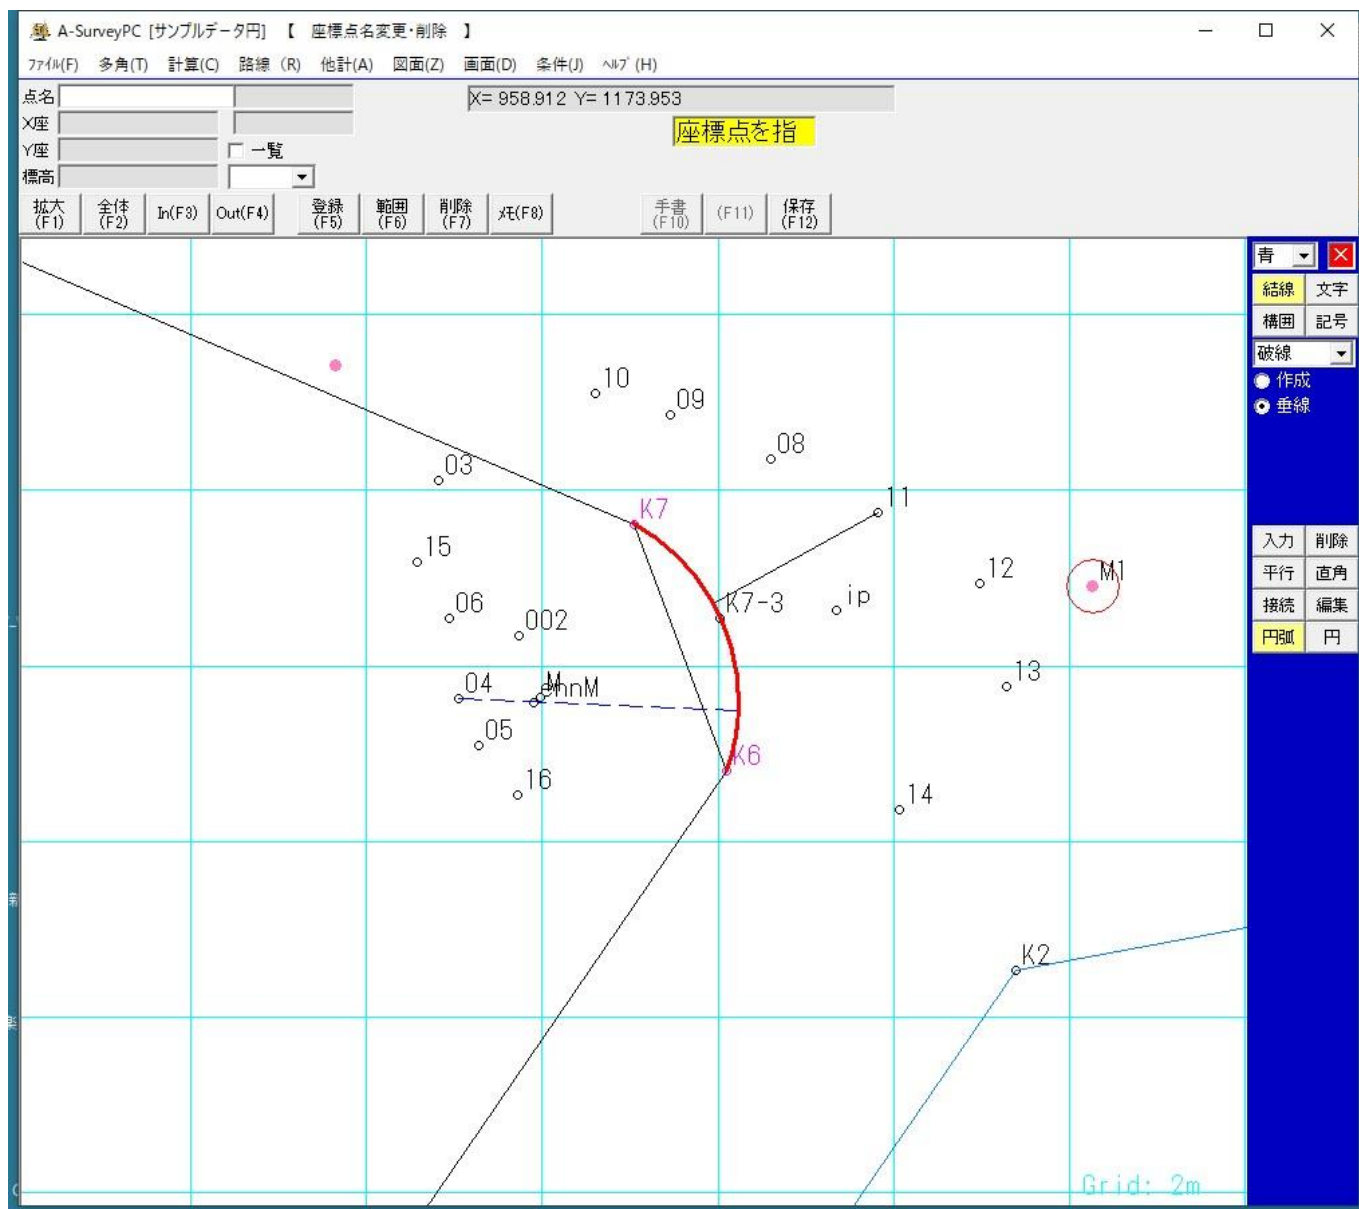 A-SurveyPC [サンプルデータ円] 【 座標点名変更・削除 】
ﾌｧｲﾙ(F) 多角(T) 計算(C) 路線 (R) 他計(A) 図面(Z) 画面(D) 条件(J) ﾍﾙﾌﾟ(H)
点名
X= 958.912 Y= 1173.953
X座
座標点を指
Y座 一覧
標高
拡大(F1) 全体(F2) In(F3) Out(F4) 登録(F5) 範囲(F6) 削除(F7) ﾒﾓ(F8) 手書(F10) (F11) 保存(F12)
青
結線 文字
構囲 記号
破線
作成
垂線
入力 削除
平行 直角
接続 編集
円弧 円
10
09
08
03
K7
11
15
12
M1
06
002
K7-3
ip
04
M
13
05
K6
16
14
K2
Grid: 2m